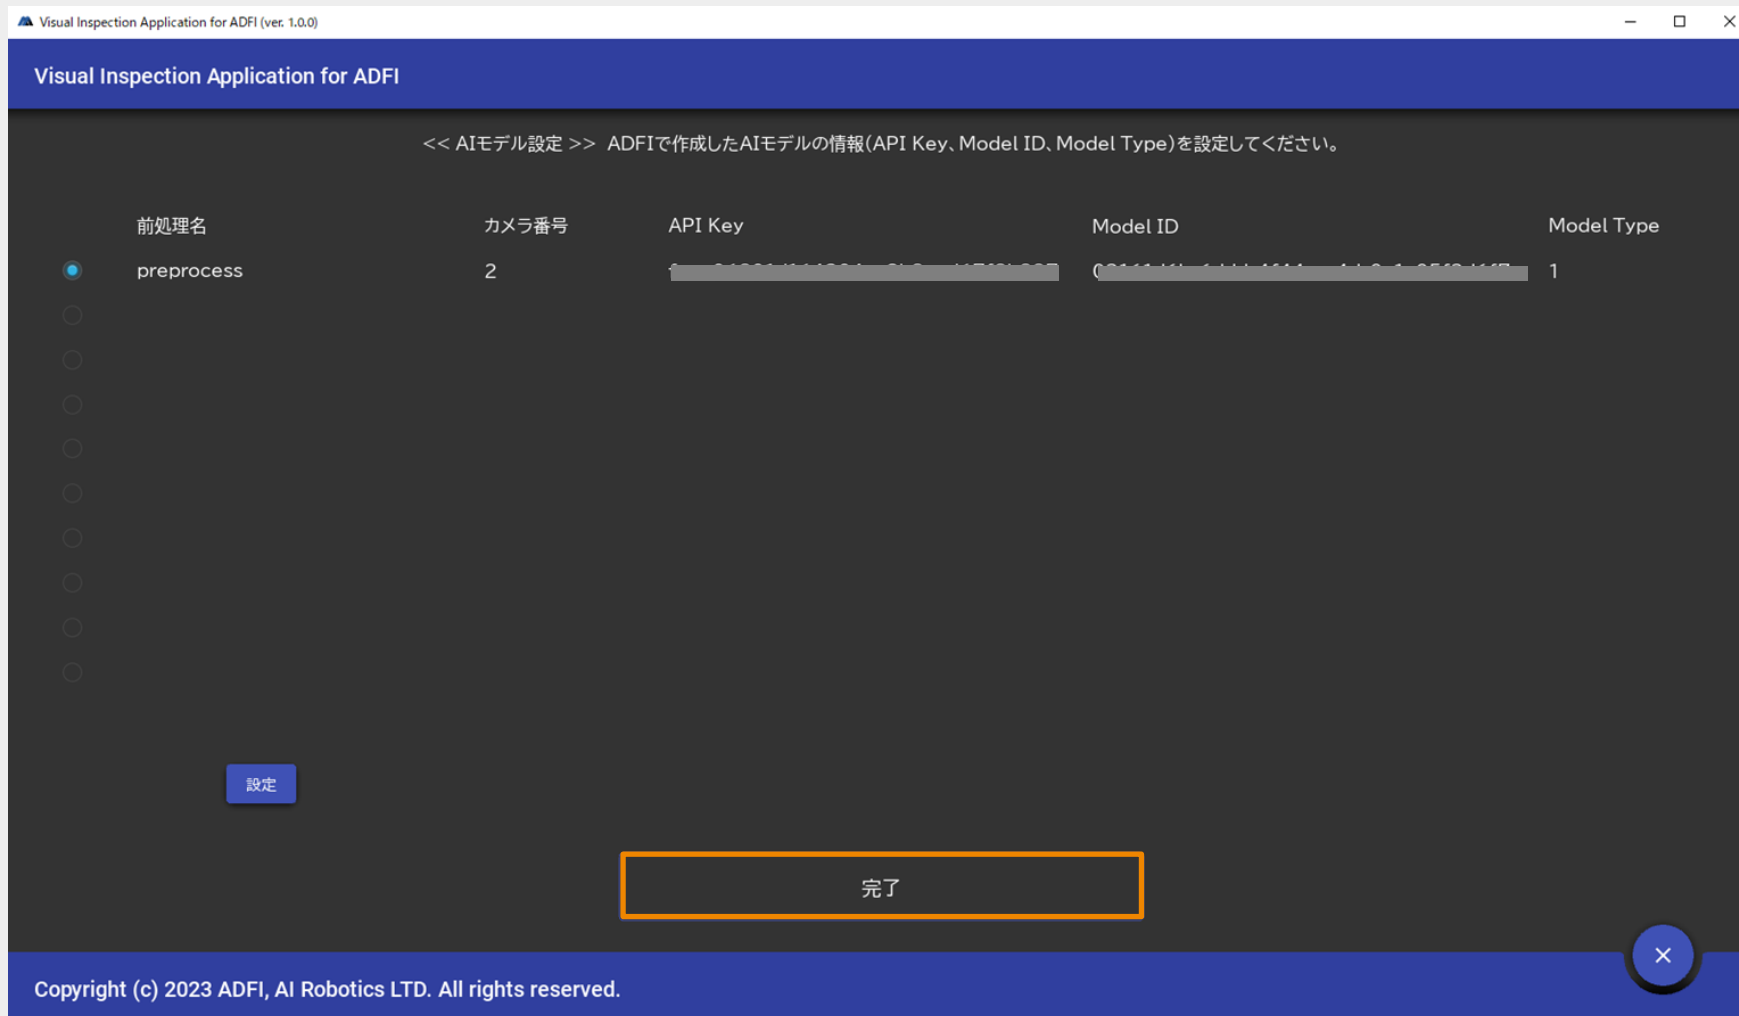 Visual Inspection Application for ADFI (ver. 1.0.0)
Visual Inspection Application for ADFI
<< AIモデル設定 >> ADFIで作成したAIモデルの情報(API Key、Model ID、Model Type)を設定してください。
前処理名 カメラ番号 API Key Model ID Model Type
preprocess 2 1
設定
完了
Copyright (c) 2023 ADFI, AI Robotics LTD. All rights reserved.